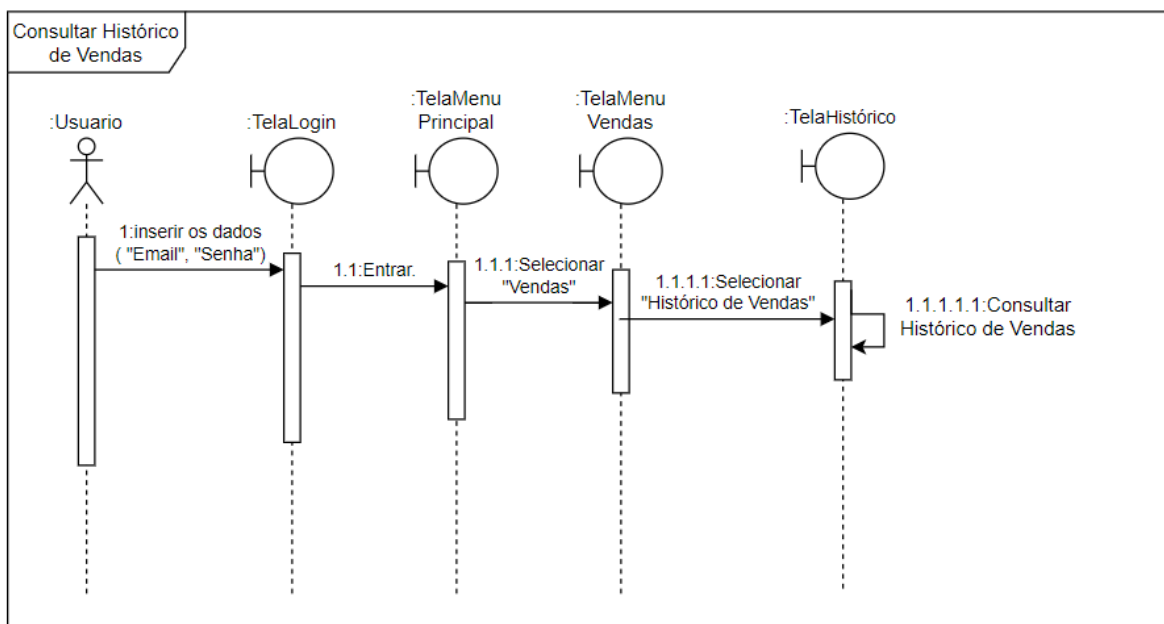 Consultar Histórico
de Vendas
:Usuario
:TelaLogin
:TelaMenu
Principal
:TelaMenu
Vendas
:TelaHistórico
1:inserir os dados
( "Email", "Senha")
1.1:Entrar.
1.1.1:Selecionar
"Vendas"
1.1.1.1:Selecionar
"Histórico de Vendas"
1.1.1.1.1:Consultar
Histórico de Vendas